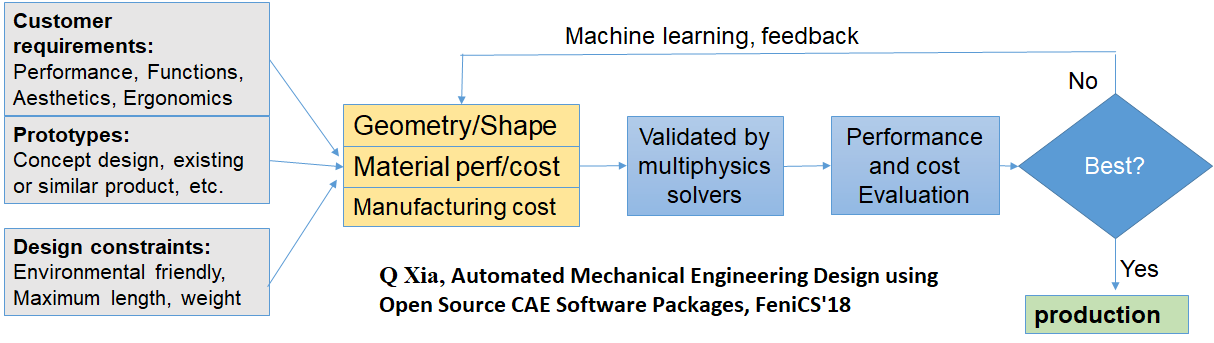 Customer
requirements:
Performance, Functions,
Aesthetics, Ergonomics
Prototypes:
Concept design, existing
or similar product, etc.
Design constraints:
Environmental friendly,
Maximum length, weight
Machine learning, feedback
Geometry/Shape
Material perf/cost
Manufacturing cost
Validated by
multiphysics
solvers
Performance
and cost
Evaluation
Best?
No
Yes
production
Q Xia, Automated Mechanical Engineering Design using
Open Source CAE Software Packages, FeniCS'18